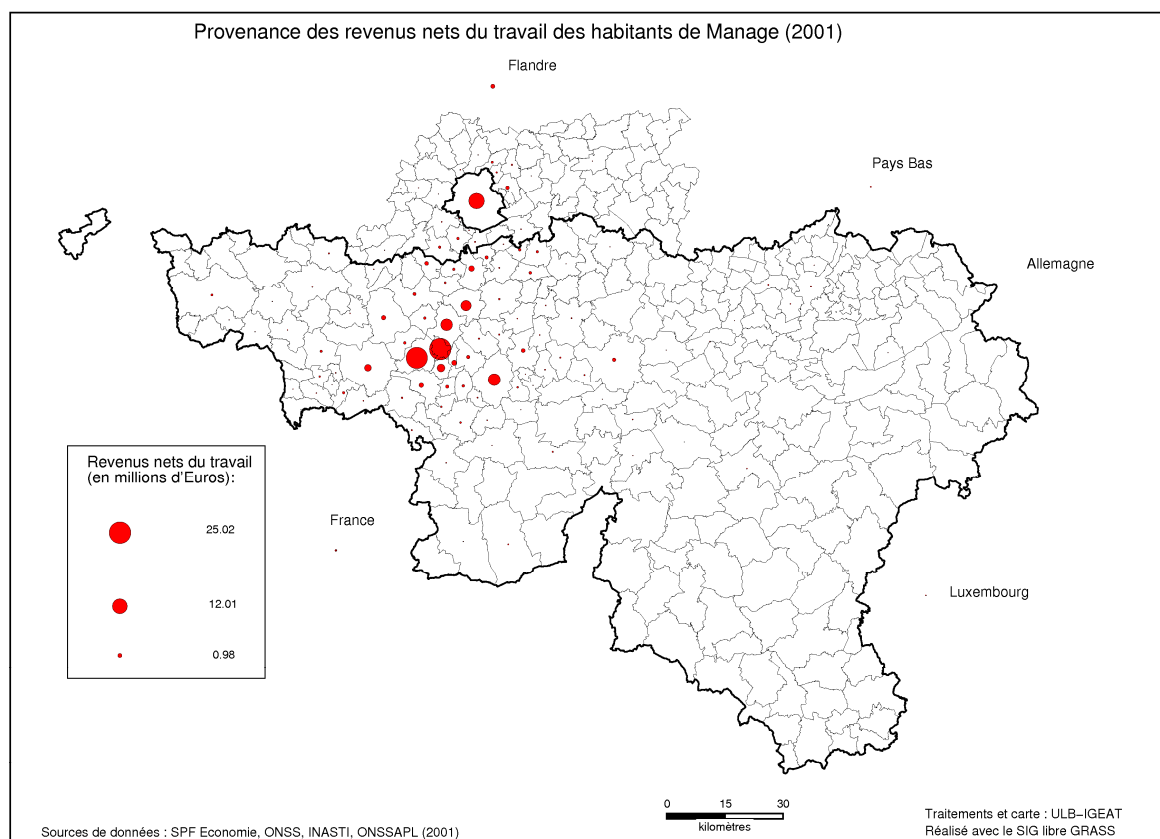 Provenance des revenus nets du travail des habitants de Manage (2001)
Flandre
Pays Bas
Allemagne
Revenus nets du travail
(en millions d'Euros):
25.02
12.01
0.98
France
Luxembourg
0 15 30
kilomètres
Sources de données : SPF Economie, ONSS, INASTI, ONSSAPL (2001)
Traitements et carte : ULB-IGEAT
Réalisé avec le SIG libre GRASS